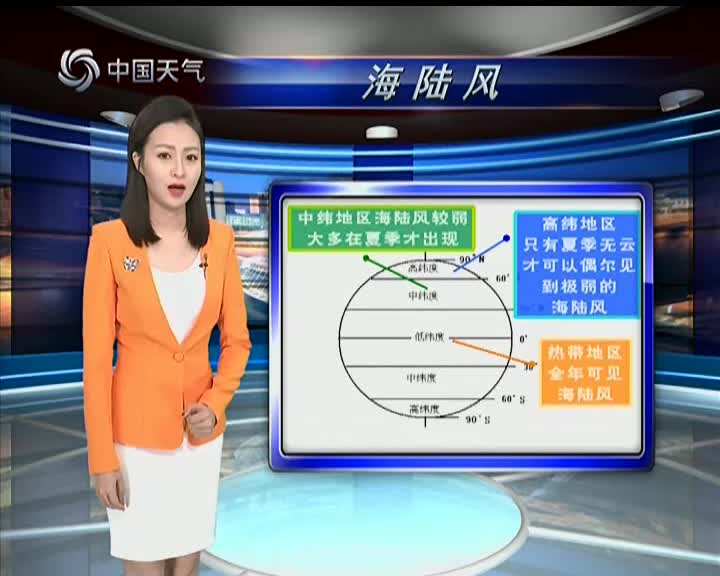 中国天气
海陆风
中纬地区海陆风较弱
大多在夏季才出现
高纬地区
只有夏季无云
才可以偶尔见
到极弱的
海陆风
90°N
高纬度
60°
中纬度
低纬度
0°
热带地区
全年可见
海陆风
30°
中纬度
60°S
高纬度
90°S